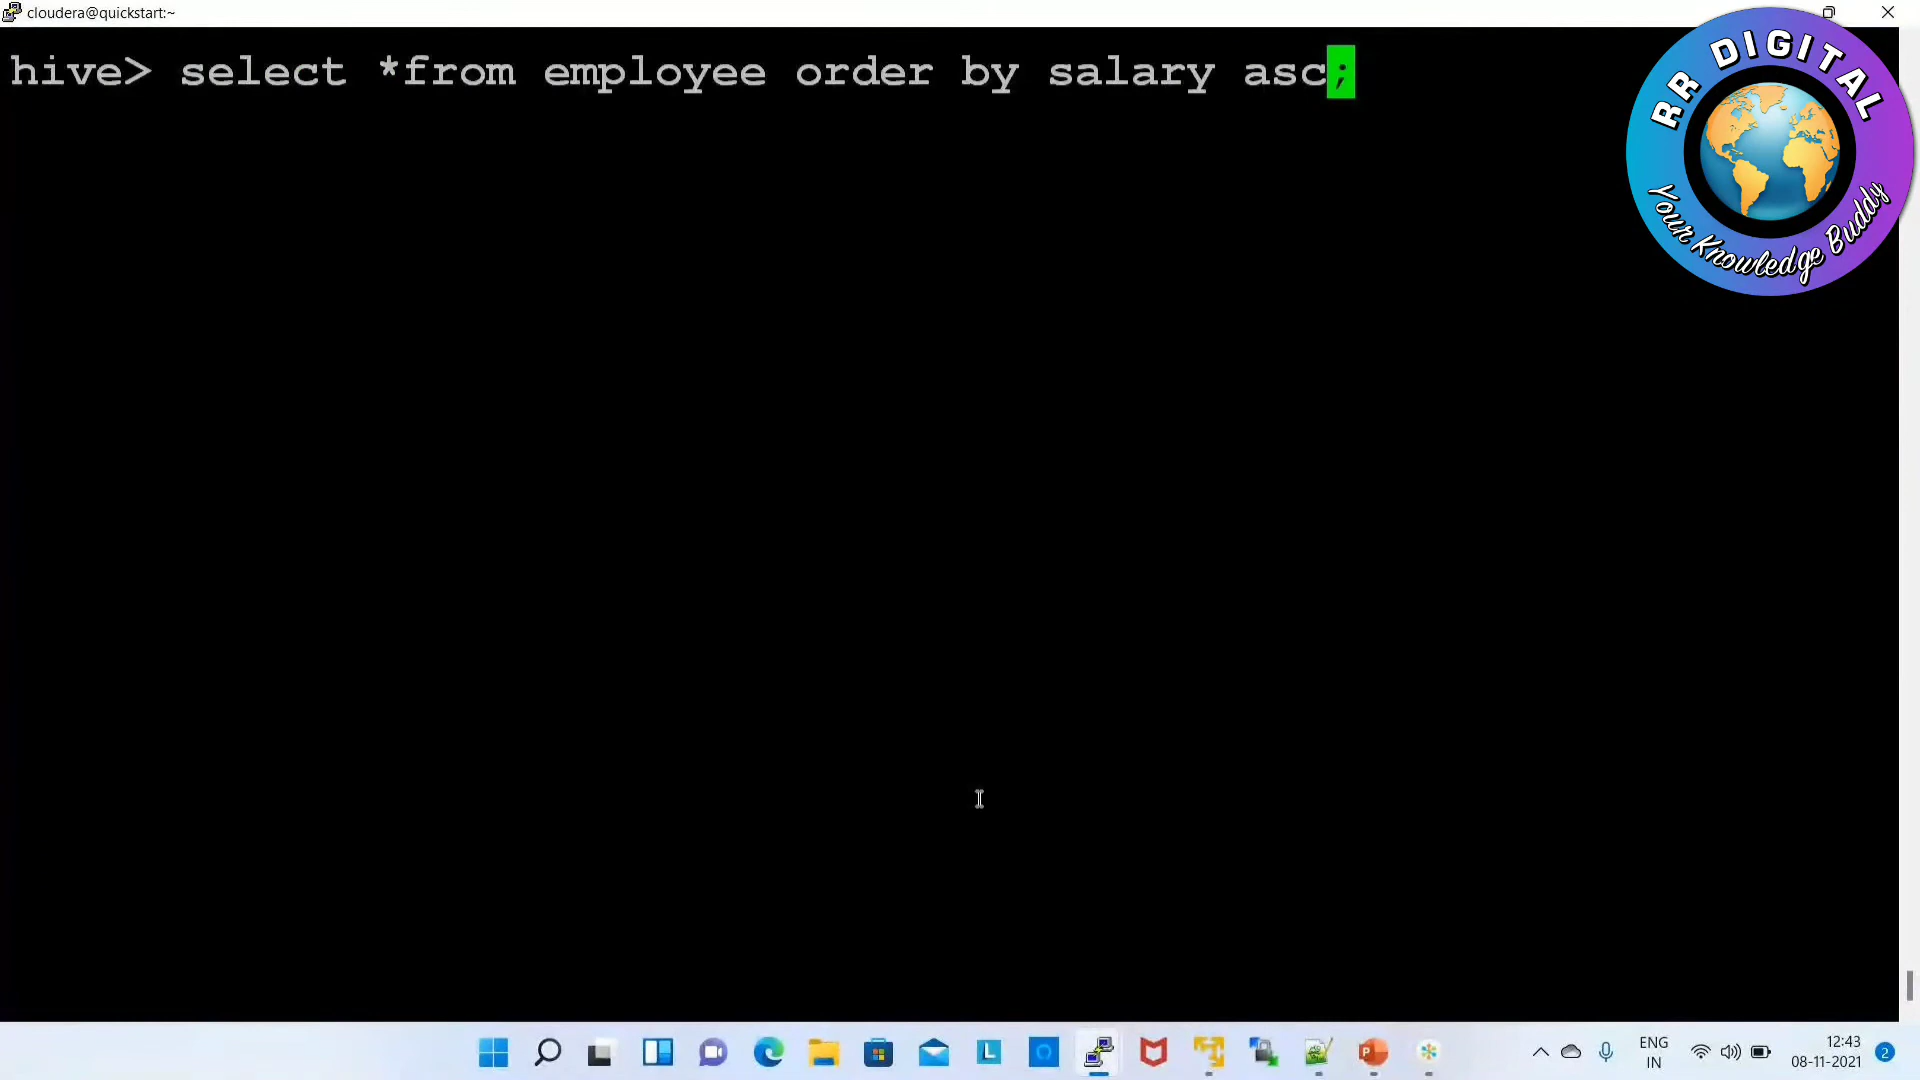 cloudera@quickstart:~
hive> select *from employee order by salary asc;
RR DIGITAL
Your Knowledge Buddy
ENG
IN
12:43
08-11-2021
2